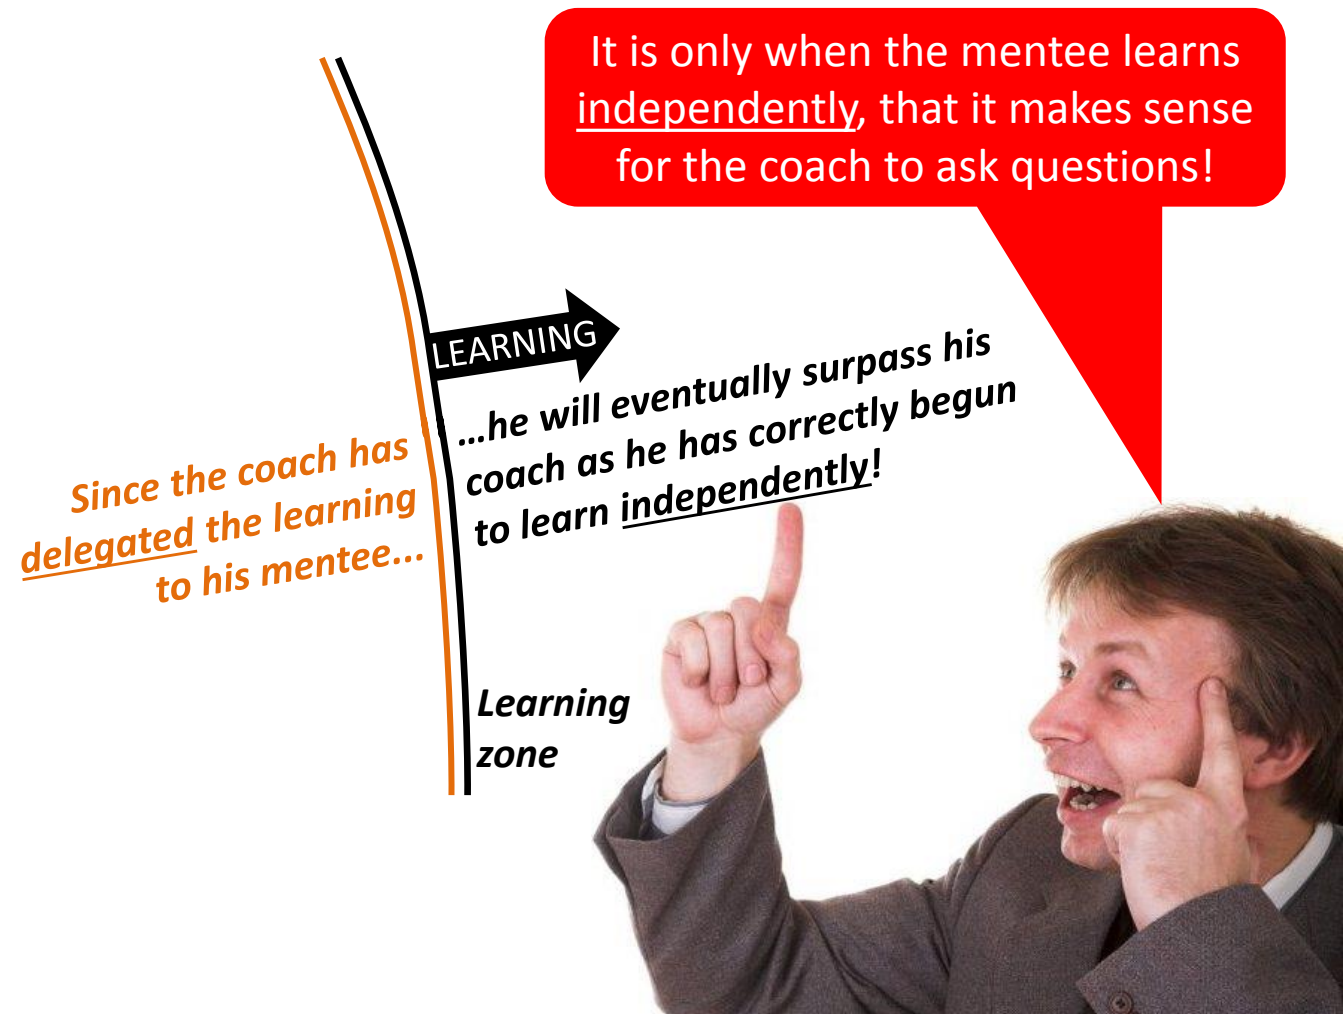 It is only when the mentee learns
independently, that it makes sense
for the coach to ask questions!
LEARNING
Since the coach has
delegated the learning
to his mentee...
...he will eventually surpass his
coach as he has correctly begun
to learn independently!
Learning
zone